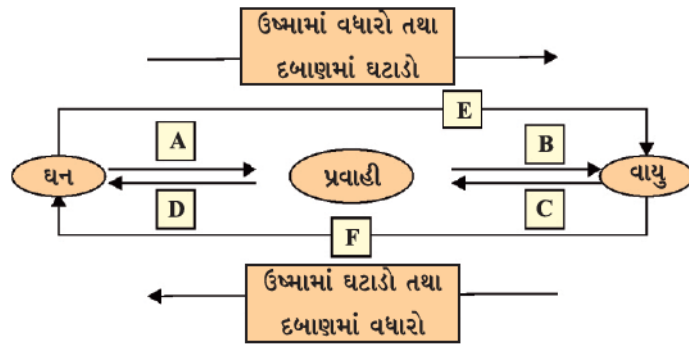 ઉષ્મામાં વધારો તથા
દબાણમાં ઘટાડો
E
A
B
ઘન
પ્રવાહી
વાયુ
D
C
F
ઉષ્મામાં ઘટાડો તથા
દબાણમાં વધારો